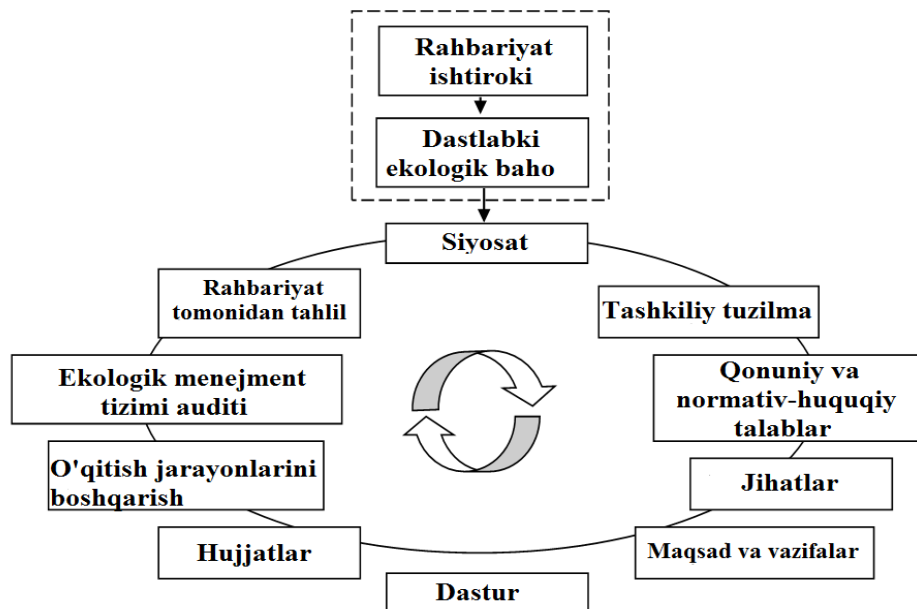 Rahbariyat
ishtiroki
Dastlabki
ekologik baho
Siyosat
Tashkiliy tuzilma
Qonuniy va
normativ-huquqiy
talablar
Jihatlar
Maqsad va vazifalar
Dastur
Hujjatlar
O'qitish jarayonlarini
boshqarish
Ekologik menejment
tizimi auditi
Rahbariyat
tomonidan tahlil